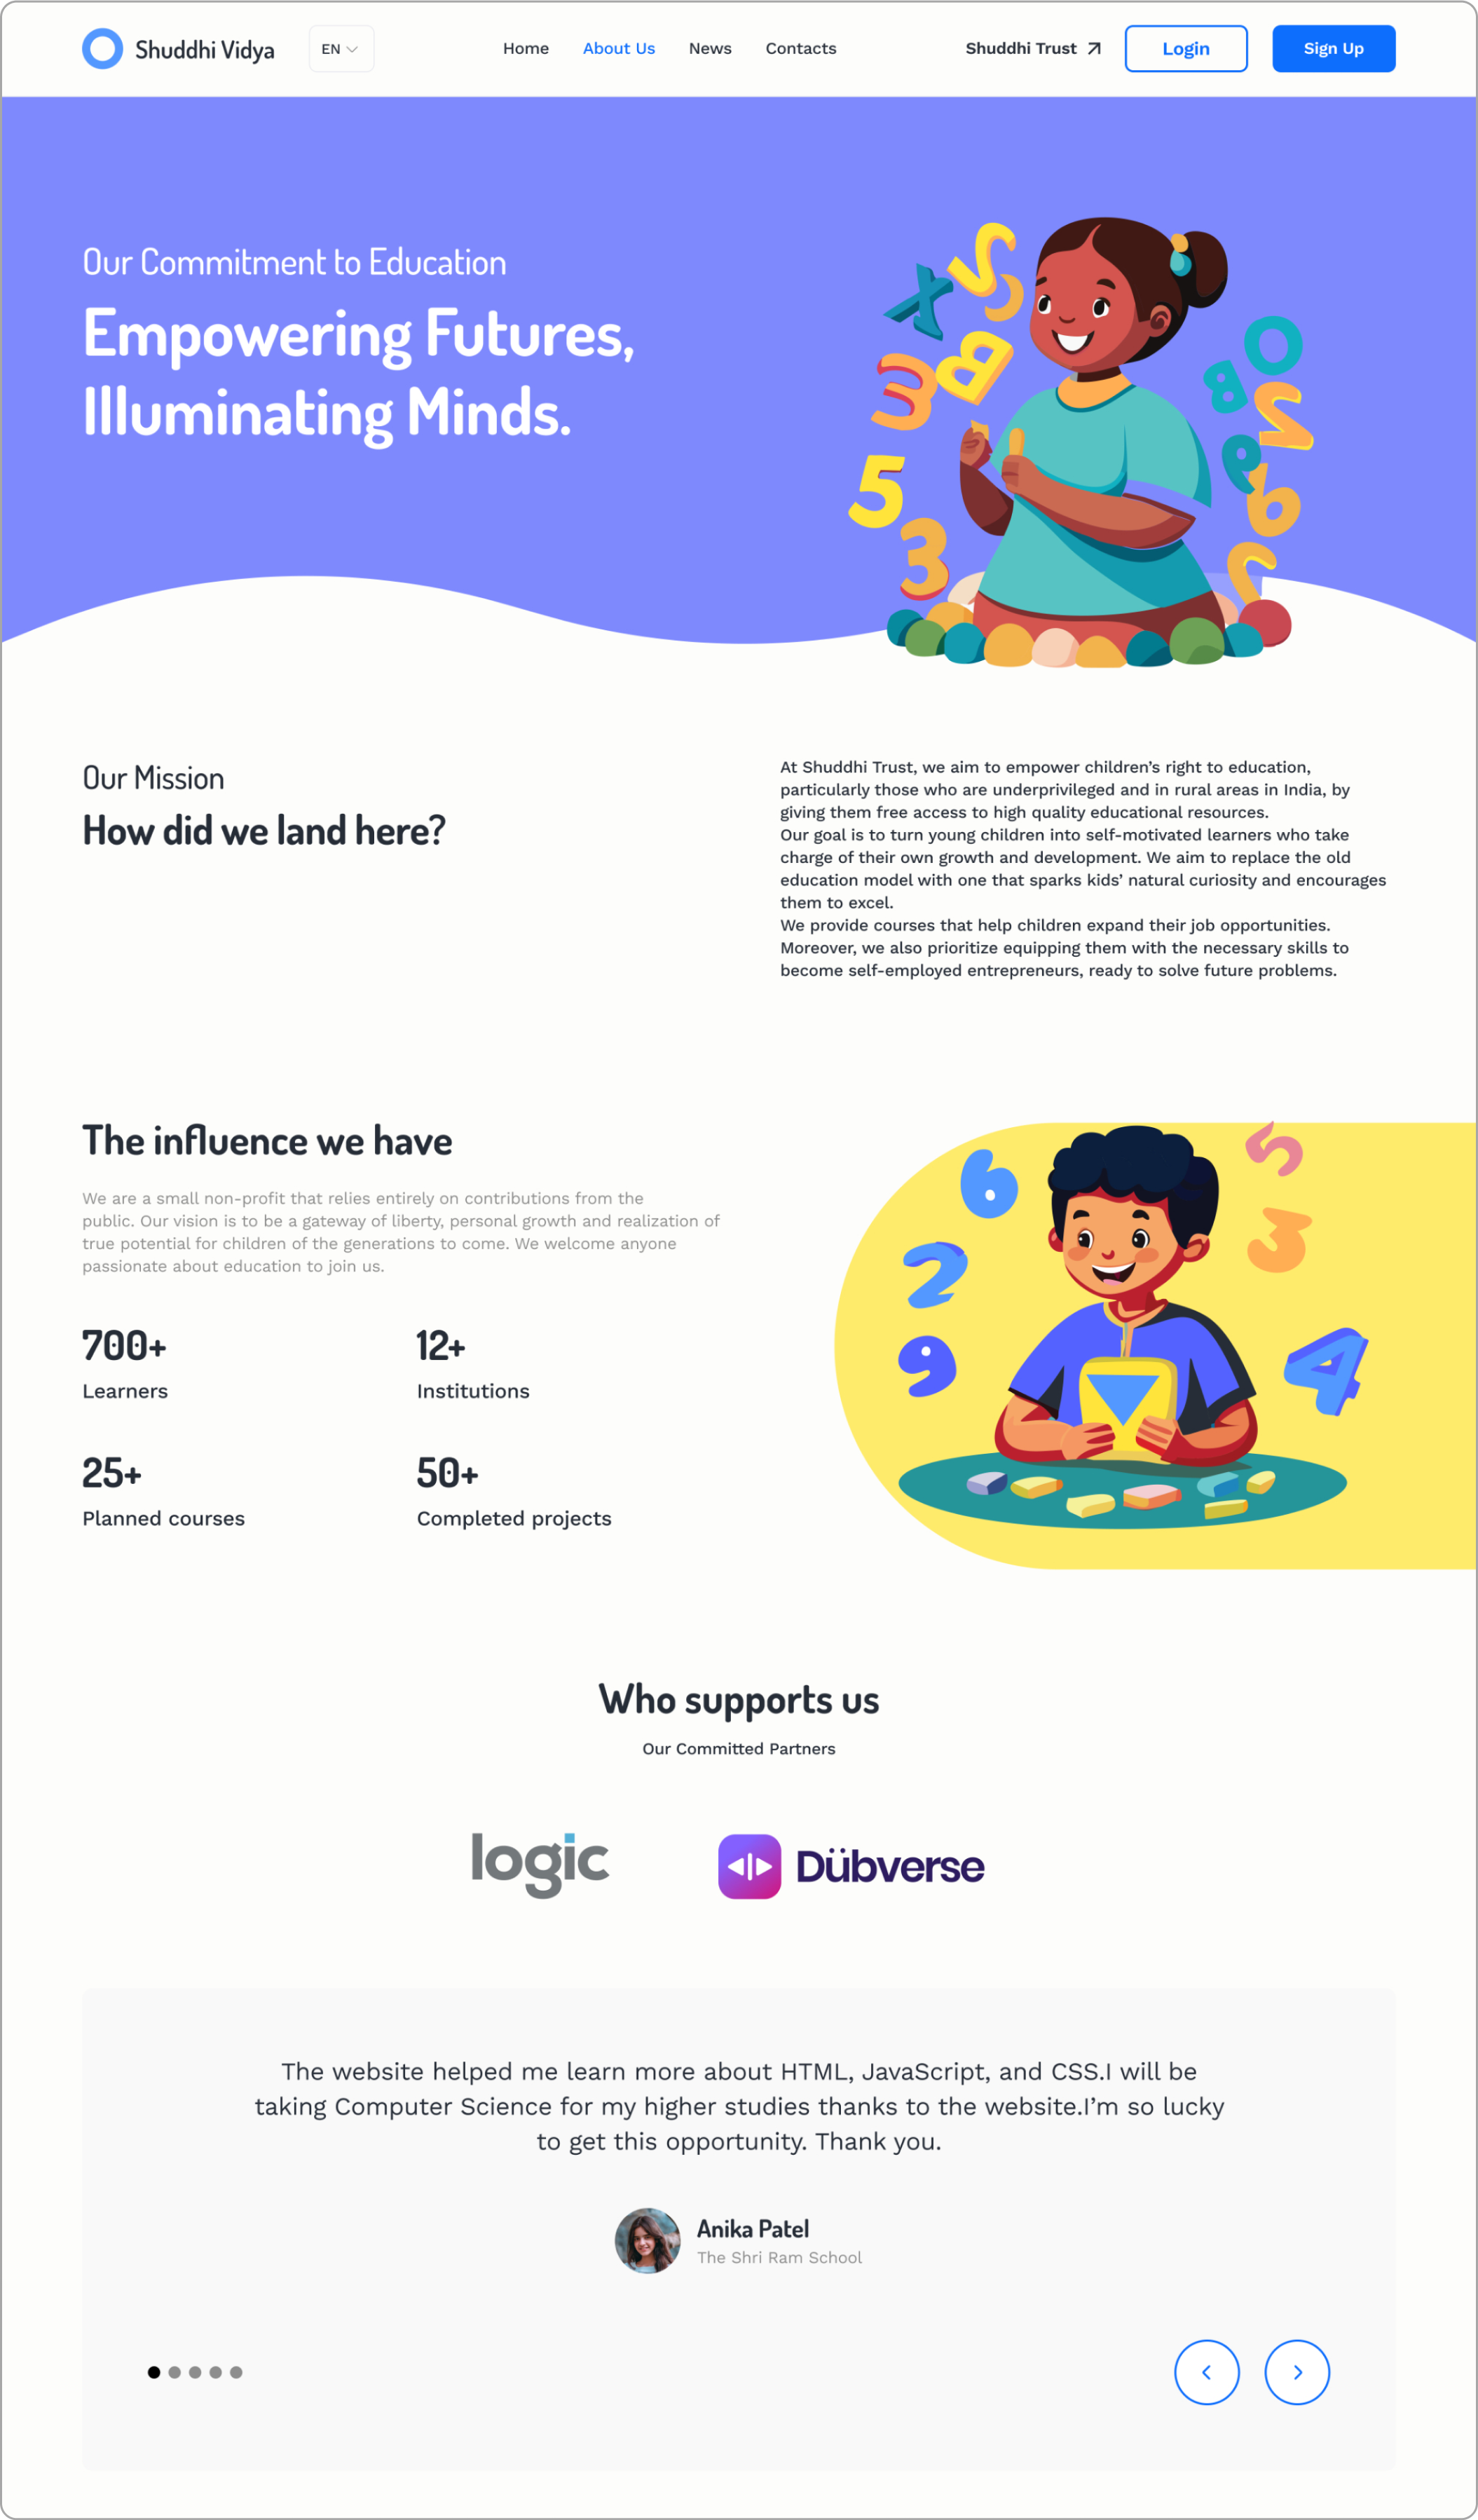 Shuddhi Vidya
EN
Home
About Us
News
Contacts
Shuddhi Trust
Login
Sign Up
Our Commitment to Education
Empowering Futures,
Illuminating Minds.
Our Mission
How did we land here?
At Shuddhi Trust, we aim to empower children’s right to education,
particularly those who are underprivileged and in rural areas in India, by
giving them free access to high quality educational resources.
Our goal is to turn young children into self-motivated learners who take
charge of their own growth and development. We aim to replace the old
education model with one that sparks kids’ natural curiosity and encourages
them to excel.
We provide courses that help children expand their job opportunities.
Moreover, we also prioritize equipping them with the necessary skills to
become self-employed entrepreneurs, ready to solve future problems.
The influence we have
We are a small non-profit that relies entirely on contributions from the
public. Our vision is to be a gateway of liberty, personal growth and realization of
true potential for children of the generations to come. We welcome anyone
passionate about education to join us.
700+
Learners
12+
Institutions
25+
Planned courses
50+
Completed projects
6
5
2
3
9
4
Who supports us
Our Committed Partners
logic
Dübverse
The website helped me learn more about HTML, JavaScript, and CSS.I will be
taking Computer Science for my higher studies thanks to the website.I’m so lucky
to get this opportunity. Thank you.
Anika Patel
The Shri Ram School